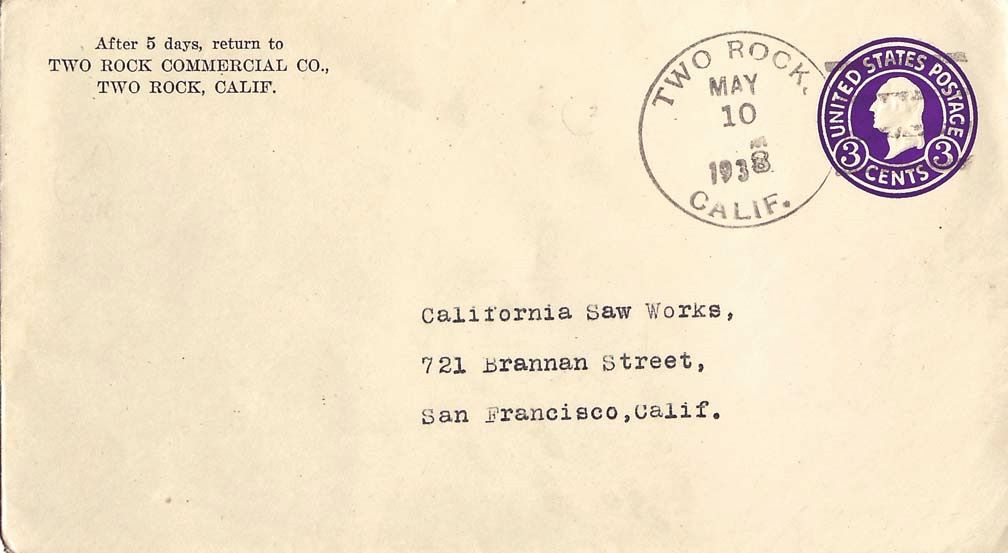 After 5 days, return to
TWO ROCK COMMERCIAL CO.,
TWO ROCK, CALIF.
TWO ROCK.
MAY
10
1938
CALIF.
UNITED STATES POSTAGE
3 3
CENTS
California Saw Works,
721 Brannan Street,
San Francisco,Calif.